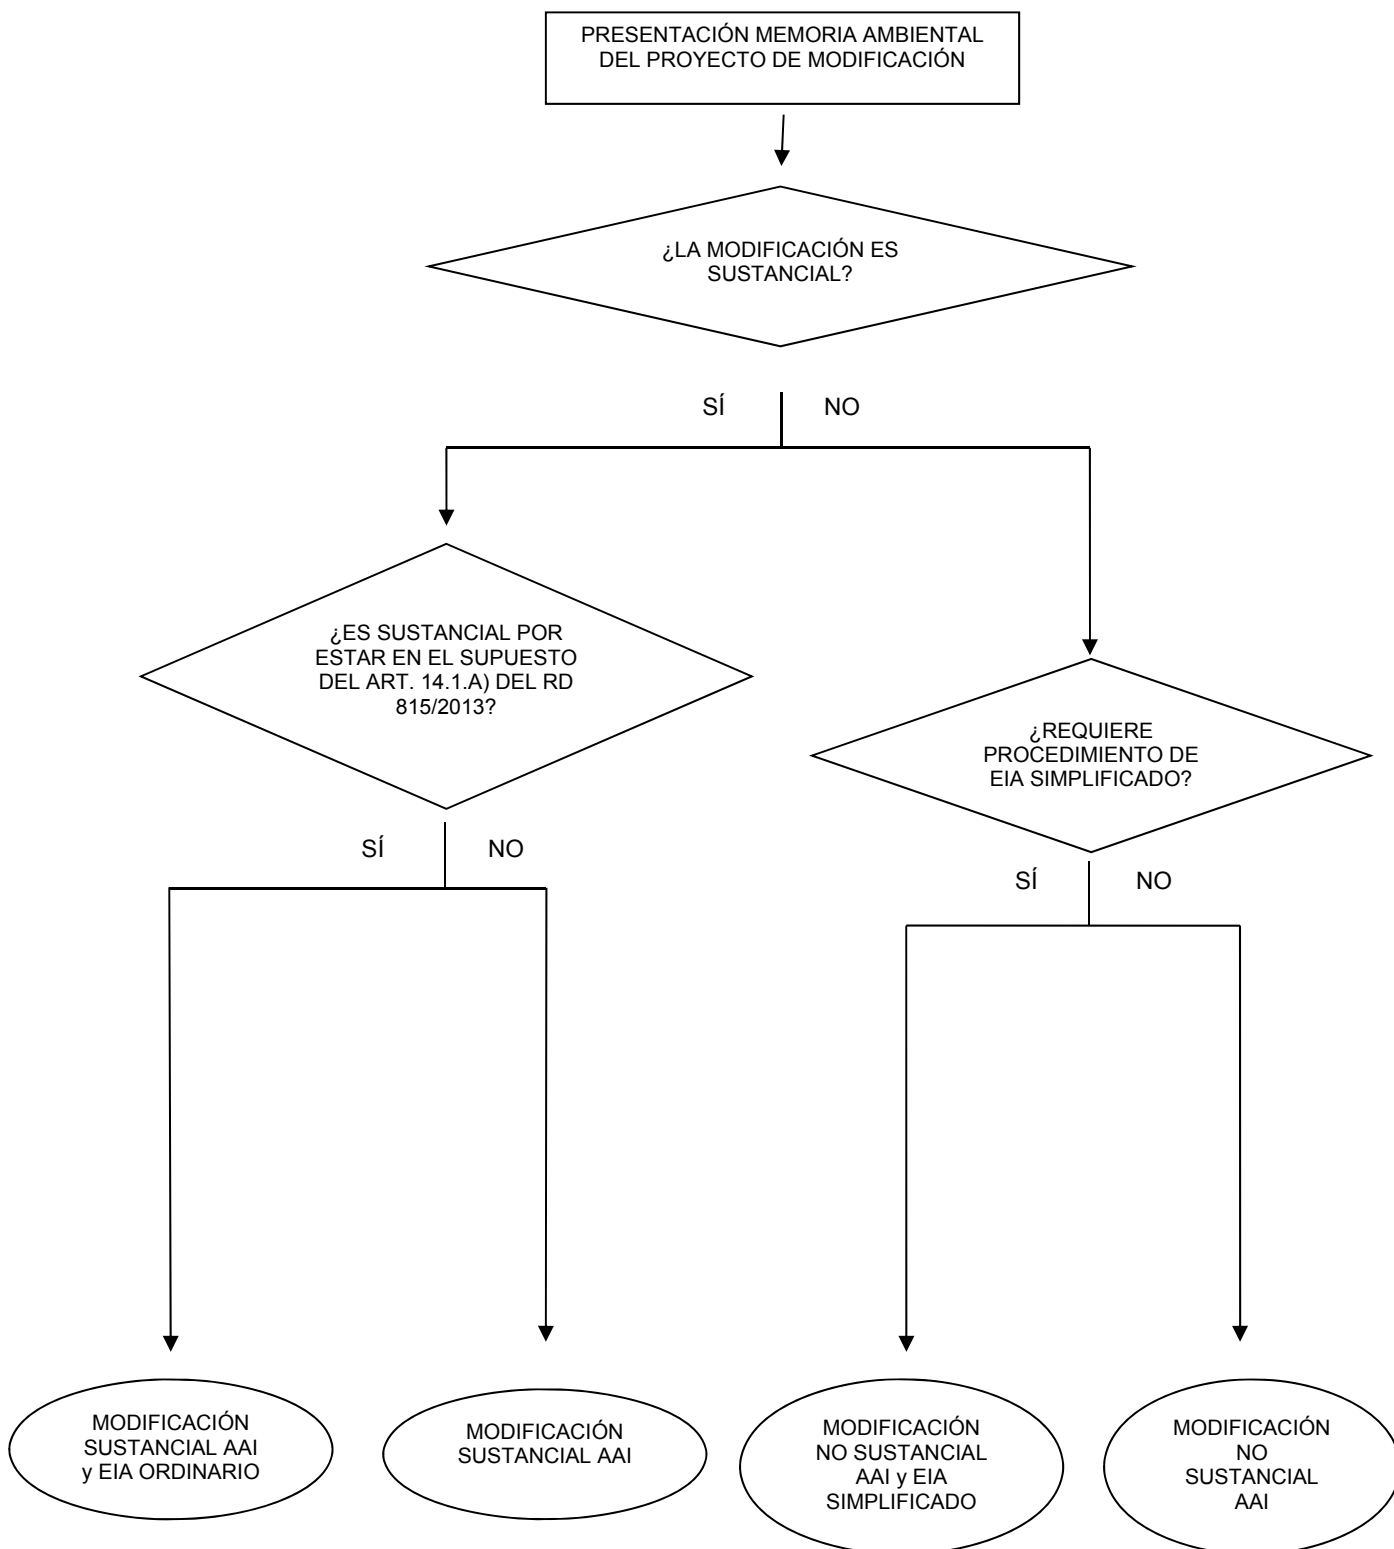 PRESENTACIÓN MEMORIA AMBIENTAL
DEL PROYECTO DE MODIFICACIÓN
¿LA MODIFICACIÓN ES
SUSTANCIAL?
SÍ NO
¿ES SUSTANCIAL POR
ESTAR EN EL SUPUESTO
DEL ART. 14.1.A) DEL RD
815/2013?
¿REQUIERE
PROCEDIMIENTO DE
EIA SIMPLIFICADO?
SÍ NO
SÍ NO
MODIFICACIÓN
SUSTANCIAL AAI
y EIA ORDINARIO
MODIFICACIÓN
SUSTANCIAL AAI
MODIFICACIÓN
NO SUSTANCIAL
AAI y EIA
SIMPLIFICADO
MODIFICACIÓN
NO
SUSTANCIAL
AAI